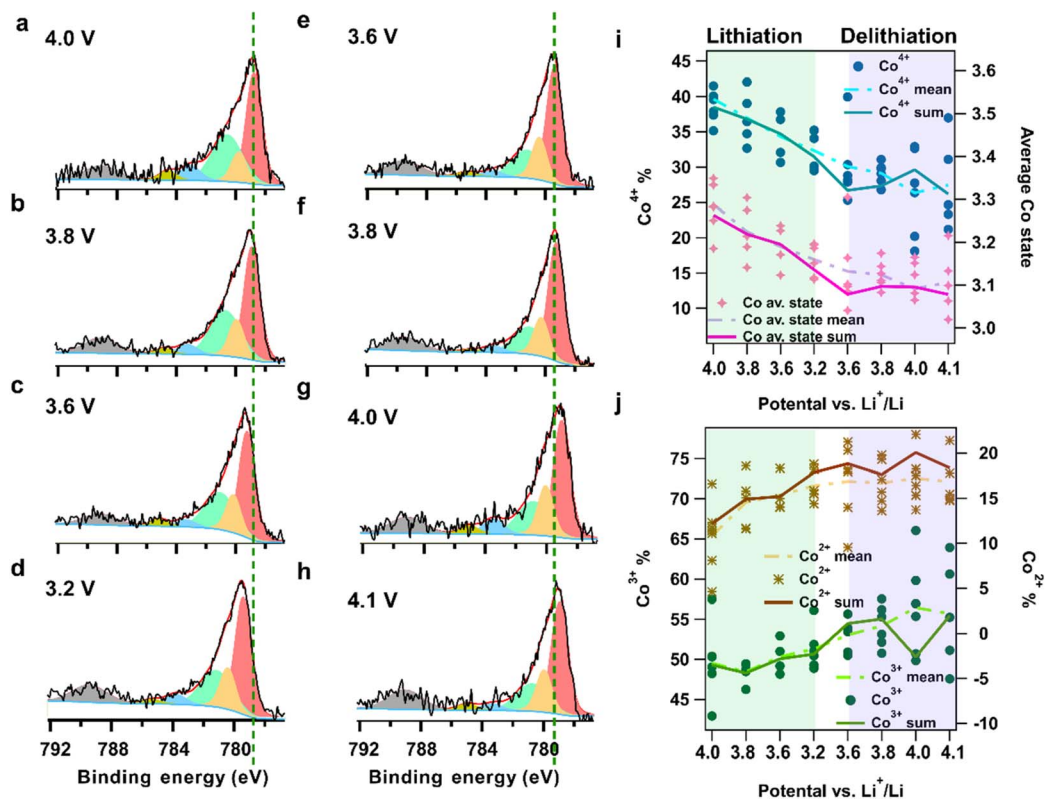 a
4.0 V
b
3.8 V
c
3.6 V
d
3.2 V
792 788 784 780
Binding energy (eV)
e
3.6 V
f
3.8 V
g
4.0 V
h
4.1 V
792 788 784 780
Binding energy (eV)
i
Lithiation Delithiation
45
40
35
30
25
20
15
10
Co⁴⁺ %
Co⁴⁺
Co⁴⁺ mean
Co⁴⁺ sum
Co av. state
Co av. state mean
Co av. state sum
3.6
3.5
3.4
3.3
3.2
3.1
3.0
Average Co state
4.0 3.8 3.6 3.2 3.6 3.8 4.0 4.1
Potental vs. Li⁺/Li
j
75
70
65
60
55
50
45
Co³⁺ %
Co²⁺ mean
Co²⁺
Co²⁺ sum
Co³⁺ mean
Co³⁺
Co³⁺ sum
20
15
10
5
0
-5
-10
Co²⁺ %
4.0 3.8 3.6 3.2 3.6 3.8 4.0 4.1
Potental vs. Li⁺/Li